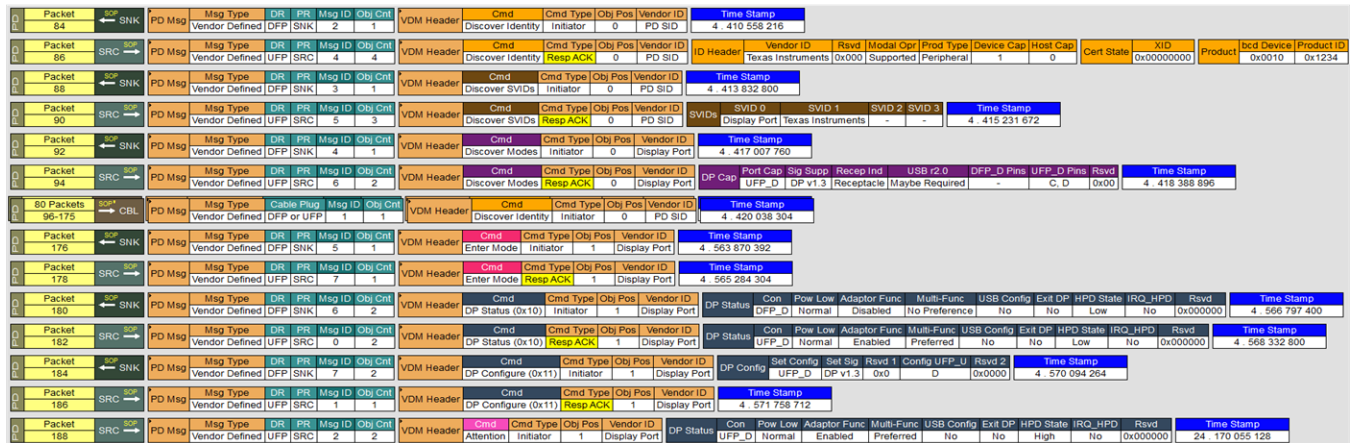 PD Packet 84 SOP SNK PD Msg Msg Type Vendor Defined DR DFP PR SNK Msg ID 2 Obj Cnt 1 VDM Header Cmd Discover Identity Cmd Type Initiator Obj Pos 0 Vendor ID PD SID Time Stamp 4 . 410 558 216
PD Packet 86 SRC SOP PD Msg Msg Type Vendor Defined DR UFP PR SRC Msg ID 4 Obj Cnt 4 VDM Header Cmd Discover Identity Cmd Type Resp ACK Obj Pos 0 Vendor ID PD SID ID Header Vendor ID Texas Instruments Rsvd 0x000 Modal Opr Supported Prod Type Peripheral Device Cap 1 Host Cap 0 Cert State XID 0x00000000 Product bcd Device 0x0010 Product ID 0x1234
PD Packet 88 SOP SNK PD Msg Msg Type Vendor Defined DR DFP PR SNK Msg ID 3 Obj Cnt 1 VDM Header Cmd Discover SVIDs Cmd Type Initiator Obj Pos 0 Vendor ID PD SID Time Stamp 4 . 413 832 800
PD Packet 90 SRC SOP PD Msg Msg Type Vendor Defined DR UFP PR SRC Msg ID 5 Obj Cnt 3 VDM Header Cmd Discover SVIDs Cmd Type Resp ACK Obj Pos 0 Vendor ID PD SID SVIDs SVID 0 Display Port SVID 1 Texas Instruments SVID 2 - SVID 3 - Time Stamp 4 . 415 231 672
PD Packet 92 SOP SNK PD Msg Msg Type Vendor Defined DR DFP PR SNK Msg ID 4 Obj Cnt 1 VDM Header Cmd Discover Modes Cmd Type Initiator Obj Pos 0 Vendor ID Display Port Time Stamp 4 . 417 007 760
PD Packet 94 SRC SOP PD Msg Msg Type Vendor Defined DR UFP PR SRC Msg ID 6 Obj Cnt 2 VDM Header Cmd Discover Modes Cmd Type Resp ACK Obj Pos 0 Vendor ID Display Port DP Cap Port Cap UFP_D Sig Supp DP v1.3 Recep Ind Receptacle USB r2.0 Maybe Required DFP_D Pins - UFP_D Pins C, D Rsvd 0x00 Time Stamp 4 . 418 388 896
PD 80 Packets 96-175 SOP' CBL PD Msg Msg Type Vendor Defined Cable Plug DFP or UFP Msg ID 1 Obj Cnt 1 VDM Header Cmd Discover Identity Cmd Type Initiator Obj Pos 0 Vendor ID PD SID Time Stamp 4 . 420 038 304
PD Packet 176 SOP SNK PD Msg Msg Type Vendor Defined DR DFP PR SNK Msg ID 5 Obj Cnt 1 VDM Header Cmd Enter Mode Cmd Type Initiator Obj Pos 1 Vendor ID Display Port Time Stamp 4 . 563 870 392
PD Packet 178 SRC SOP PD Msg Msg Type Vendor Defined DR UFP PR SRC Msg ID 7 Obj Cnt 1 VDM Header Cmd Enter Mode Cmd Type Resp ACK Obj Pos 1 Vendor ID Display Port Time Stamp 4 . 565 284 304
PD Packet 180 SOP SNK PD Msg Msg Type Vendor Defined DR DFP PR SNK Msg ID 6 Obj Cnt 2 VDM Header Cmd DP Status (0x10) Cmd Type Initiator Obj Pos 1 Vendor ID Display Port DP Status Con DFP_D Pow Low Normal Adaptor Func Disabled Multi-Func No Preference USB Config No Exit DP No HPD State Low IRQ_HPD No Rsvd 0x000000 Time Stamp 4 . 566 797 400
PD Packet 182 SRC SOP PD Msg Msg Type Vendor Defined DR UFP PR SRC Msg ID 0 Obj Cnt 2 VDM Header Cmd DP Status (0x10) Cmd Type Resp ACK Obj Pos 1 Vendor ID Display Port DP Status Con UFP_D Pow Low Normal Adaptor Func Enabled Multi-Func Preferred USB Config No Exit DP No HPD State Low IRQ_HPD No Rsvd 0x000000 Time Stamp 4 . 568 332 800
PD Packet 184 SOP SNK PD Msg Msg Type Vendor Defined DR DFP PR SNK Msg ID 7 Obj Cnt 2 VDM Header Cmd DP Configure (0x11) Cmd Type Initiator Obj Pos 1 Vendor ID Display Port DP Config Set Config UFP_D Set Sig DP v1.3 Rsvd 1 0x0 Config UFP_U D Rsvd 2 0x0000 Time Stamp 4 . 570 094 264
PD Packet 186 SRC SOP PD Msg Msg Type Vendor Defined DR UFP PR SRC Msg ID 1 Obj Cnt 1 VDM Header Cmd DP Configure (0x11) Cmd Type Resp ACK Obj Pos 1 Vendor ID Display Port Time Stamp 4 . 571 758 712
PD Packet 188 SRC SOP PD Msg Msg Type Vendor Defined DR UFP PR SRC Msg ID 2 Obj Cnt 2 VDM Header Cmd Attention Cmd Type Initiator Obj Pos 1 Vendor ID Display Port DP Status Con UFP_D Pow Low Normal Adaptor Func Enabled Multi-Func Preferred USB Config No Exit DP No HPD State High IRQ_HPD No Rsvd 0x000000 Time Stamp 24 . 170 055 128